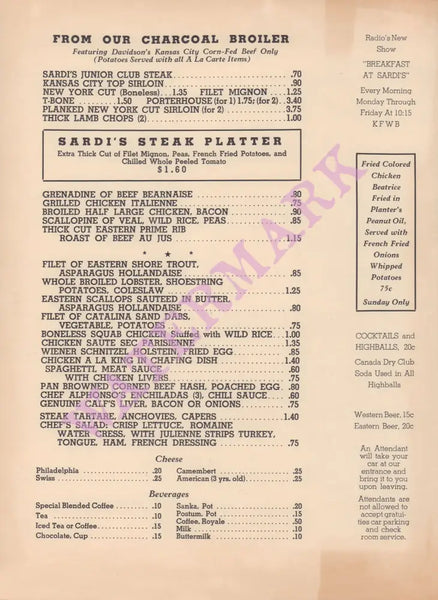 FROM OUR CHARCOAL BROILER
Featuring Davidson's Kansas City Corn-Fed Beef Only
(Potatoes Served with all A La Carte Items)
SARDI'S JUNIOR CLUB STEAK .70
KANSAS CITY TOP SIRLOIN .90
NEW YORK CUT (Boneless) 1.35 FILET MIGNON 1.25
T-BONE 1.50 PORTERHOUSE (for 1) 1.75; (for 2) 3.40
PLANKED NEW YORK CUT SIRLOIN (for 2) 3.75
THICK LAMB CHOPS (2) 1.00
SARDI'S STEAK PLATTER
Extra Thick Cut of Filet Mignon, Peas, French Fried Potatoes, and
Chilled Whole Peeled Tomato
$1.60
GRENADINE OF BEEF BEARNAISE .80
GRILLED CHICKEN ITALIENNE .75
BROILED HALF LARGE CHICKEN, BACON .90
SCALLOPINE OF VEAL, WILD RICE, PEAS .85
THICK CUT EASTERN PRIME RIB
ROAST OF BEEF AU JUS 1.15
FILET OF EASTERN SHORE TROUT,
ASPARAGUS HOLLANDAISE .85
WHOLE BROILED LOBSTER, SHOESTRING
POTATOES, COLESLAW 1.25
EASTERN SCALLOPS SAUTEED IN BUTTER,
ASPARAGUS HOLLANDAISE .80
FILET OF CATALINA SAND DABS,
VEGETABLE, POTATOES .75
BONELESS SQUAB CHICKEN Stuffed with WILD RICE 1.00
CHICKEN SAUTE SEC PARISIENNE 1.35
WIENER SCHNITZEL HOLSTEIN, FRIED EGG .85
CHICKEN A LA KING IN CHAFING DISH 1.40
SPAGHETTI, MEAT SAUCE .60
WITH CHICKEN LIVERS .75
PAN BROWNED CORNED BEEF HASH, POACHED EGG .80
CHEF ALPHONSO'S ENCHILADAS (3), CHILI SAUCE .60
GENUINE CALF'S LIVER, BACON OR ONIONS .75
STEAK TARTARE, ANCHOVIES, CAPERS 1.40
CHEF'S SALAD: CRISP LETTUCE, ROMAINE
WATER CRESS, WITH JULIENNE STRIPS TURKEY,
TONGUE, HAM, FRENCH DRESSING .75
Cheese
Philadelphia .20 Camembert .25
Swiss .25 American (3 yrs. old) .25
Beverages
Special Blended Coffee .10 Sanka, Pot .20
Tea .10 Postum, Pot .15
Iced Tea or Coffee .15 Coffee, Royale .50
Chocolate, Cup .15 Milk .10
Buttermilk .10
Radio's New
Show
"BREAKFAST
AT SARDI'S"
Every Morning
Monday Through
Friday At 10:15
KFWB
Fried Colored
Chicken
Beatrice
Fried in
Planter's
Peanut Oil,
Served with
French Fried
Onions
Whipped
Potatoes
75c
Sunday Only
COCKTAILS and
HIGHBALLS, 20c
Canada Dry Club
Soda Used in All
Highballs
Western Beer, 15c
Eastern Beer, 20c
An Attendant
will take your
car at our
entrance and
bring it to you
upon leaving.
Attendants are
not allowed to
accept gratui-
ties car parking
and check
room service.
WATERMARK